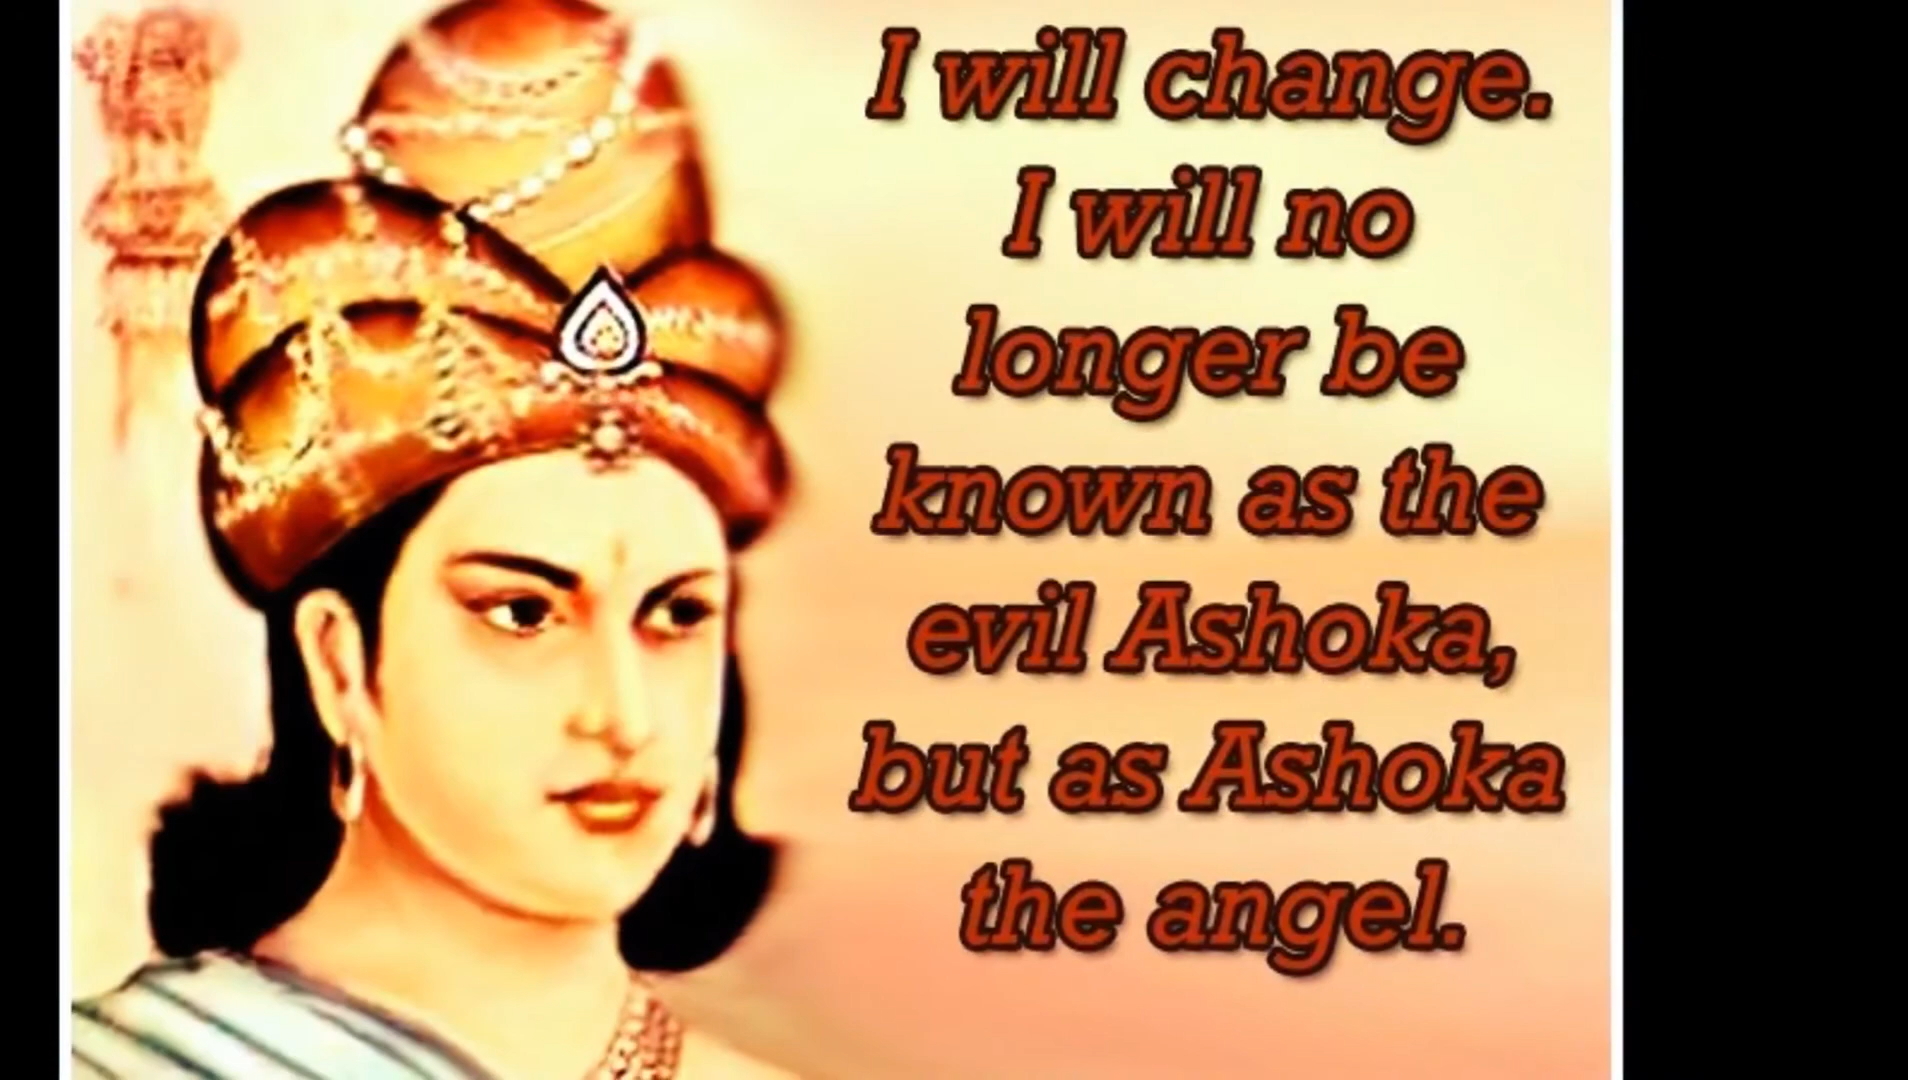 I will change.
I will no
longer be
known as the
evil Ashoka,
but as Ashoka
the angel.